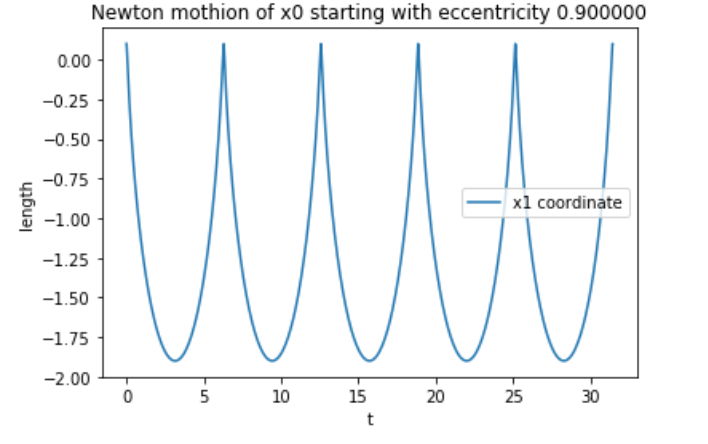 Newton mothion of x0 starting with eccentricity 0.900000
0.00
−0.25
−0.50
−0.75
−1.00
−1.25
−1.50
−1.75
−2.00
length
x1 coordinate
0 5 10 15 20 25 30
t